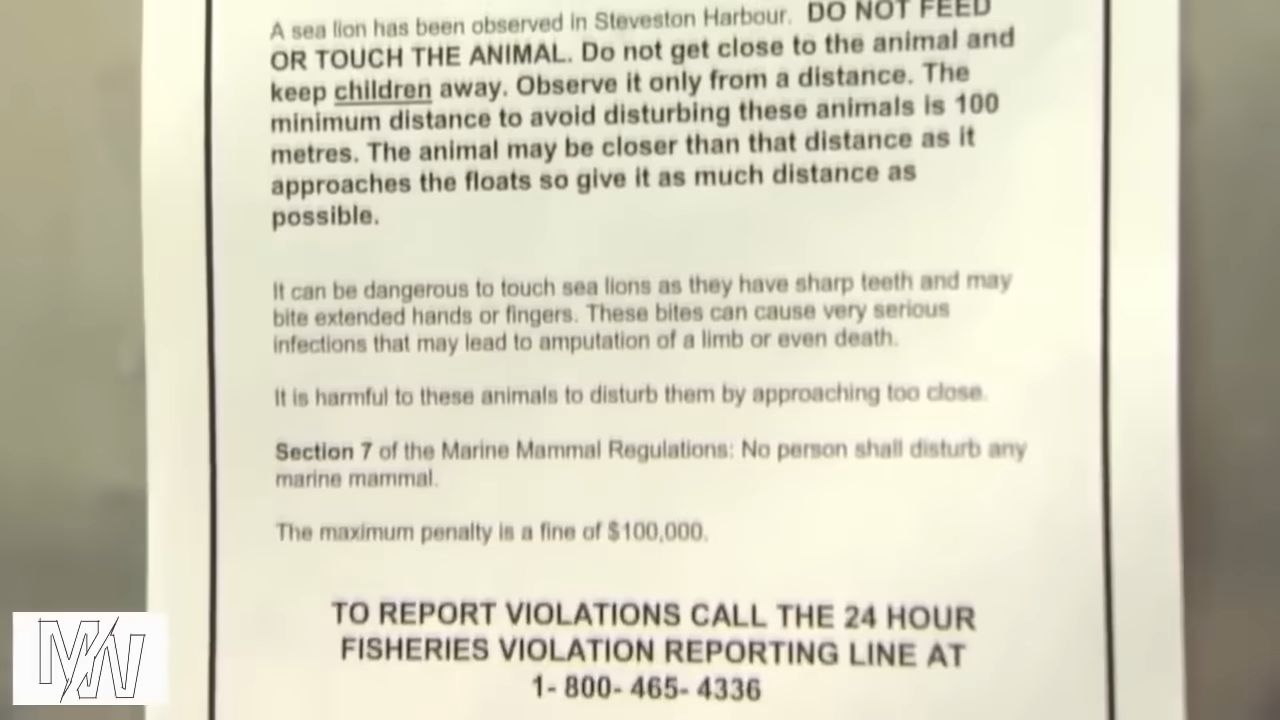 A sea lion has been observed in Steveston Harbour. DO NOT FEED
OR TOUCH THE ANIMAL. Do not get close to the animal and
keep children away. Observe it only from a distance. The
minimum distance to avoid disturbing these animals is 100
metres. The animal may be closer than that distance as it
approaches the floats so give it as much distance as
possible.
It can be dangerous to touch sea lions as they have sharp teeth and may
bite extended hands or fingers. These bites can cause very serious
infections that may lead to amputation of a limb or even death.
It is harmful to these animals to disturb them by approaching too close.
Section 7 of the Marine Mammal Regulations: No person shall disturb any
marine mammal.
The maximum penalty is a fine of $100,000.
TO REPORT VIOLATIONS CALL THE 24 HOUR
FISHERIES VIOLATION REPORTING LINE AT
1- 800- 465- 4336